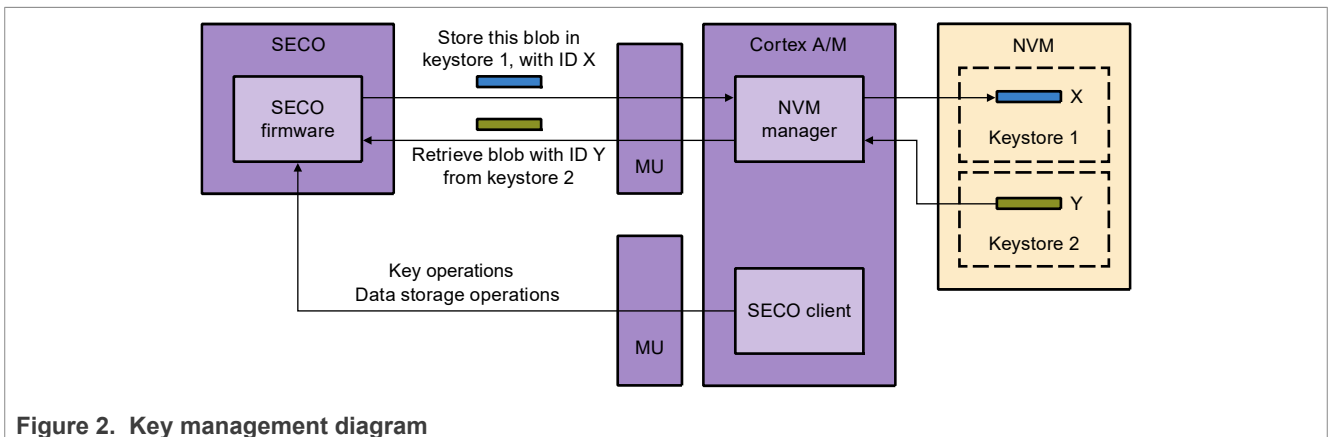 SECO
SECO
firmware
Store this blob in
keystore 1, with ID X
Retrieve blob with ID Y
from keystore 2
MU
Cortex A/M
NVM
manager
NVM
X
Keystore 1
Y
Keystore 2
Key operations
Data storage operations
MU
SECO client
Figure 2. Key management diagram